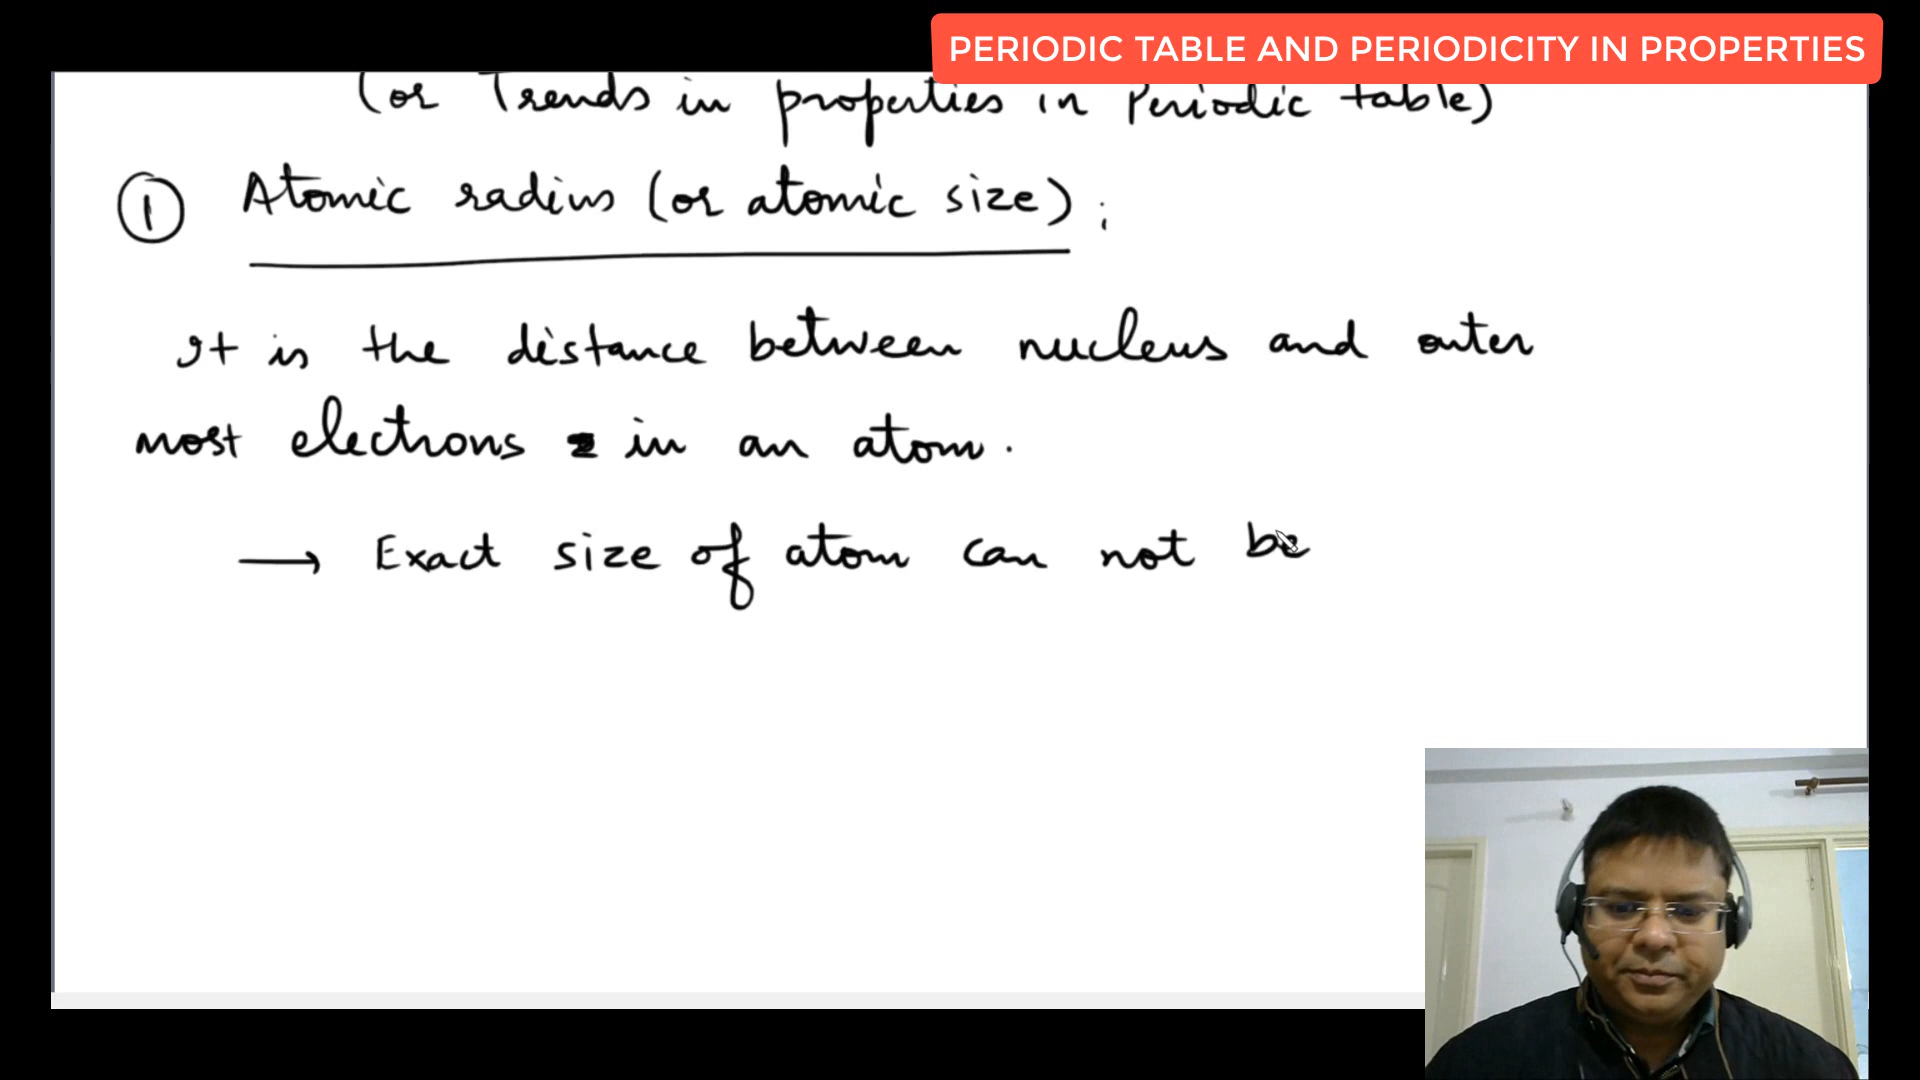 PERIODIC TABLE AND PERIODICITY IN PROPERTIES
(or Trends in properties in Periodic table)
① Atomic radius (or atomic size) :
It is the distance between nucleus and outer
most electrons in an atom.
→ Exact size of atom can not be